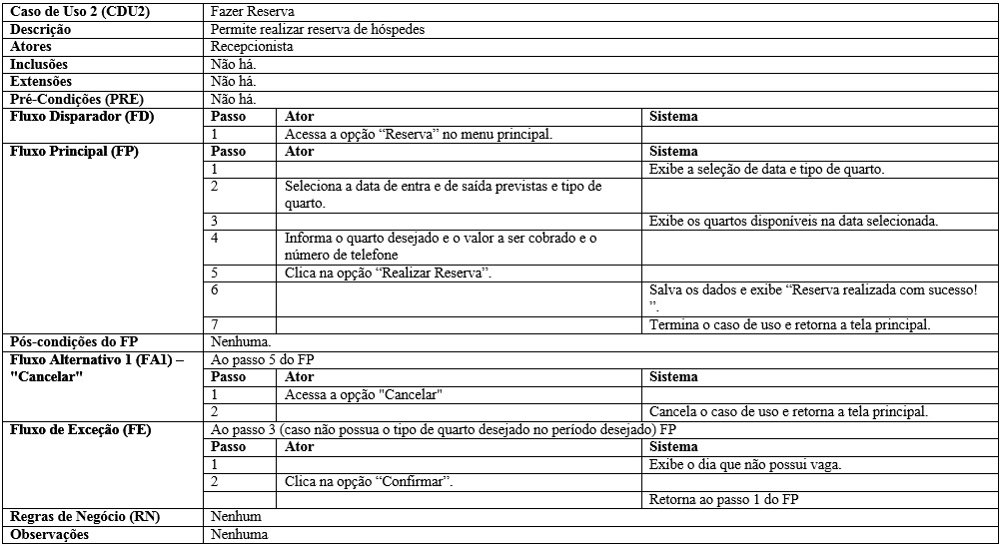 Caso de Uso 2 (CDU2) Fazer Reserva
Descrição Permite realizar reserva de hóspedes
Atores Recepcionista
Inclusões Não há.
Extensões Não há.
Pré-Condições (PRE) Não há.
Fluxo Disparador (FD) Passo Ator Sistema
1 Acessa a opção “Reserva” no menu principal.
Fluxo Principal (FP) Passo Ator Sistema
1 Exibe a seleção de data e tipo de quarto.
2 Seleciona a data de entra e de saída previstas e tipo de
quarto.
3 Exibe os quartos disponíveis na data selecionada.
4 Informa o quarto desejado e o valor a ser cobrado e o
número de telefone
5 Clica na opção “Realizar Reserva”.
6 Salva os dados e exibe “Reserva realizada com sucesso!
”.
7 Termina o caso de uso e retorna a tela principal.
Pós-condições do FP Nenhuma.
Fluxo Alternativo 1 (FA1) – Ao passo 5 do FP
"Cancelar" Passo Ator Sistema
1 Acessa a opção "Cancelar"
2 Cancela o caso de uso e retorna a tela principal.
Fluxo de Exceção (FE) Ao passo 3 (caso não possua o tipo de quarto desejado no período desejado) FP
Passo Ator Sistema
1 Exibe o dia que não possui vaga.
2 Clica na opção “Confirmar”.
Retorna ao passo 1 do FP
Regras de Negócio (RN) Nenhum
Observações Nenhuma